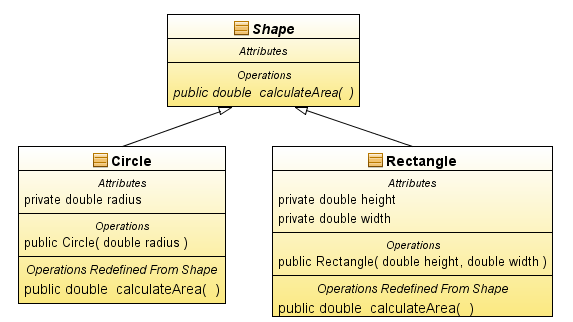 Shape
Attributes
Operations
public double calculateArea( )
Circle
Attributes
private double radius
Operations
public Circle( double radius )
Operations Redefined From Shape
public double calculateArea( )
Rectangle
Attributes
private double height
private double width
Operations
public Rectangle( double height, double width )
Operations Redefined From Shape
public double calculateArea( )